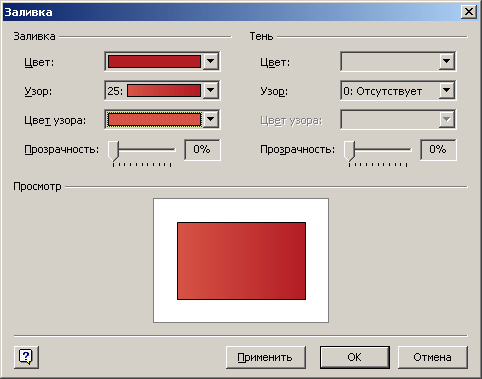 Заливка
Заливка
Тень
Цвет:
Цвет:
Узор: 25:
Узор: 0: Отсутствует
Цвет узора:
Цвет узора:
Прозрачность: 0%
Прозрачность: 0%
Просмотр
?
Применить
OK
Отмена